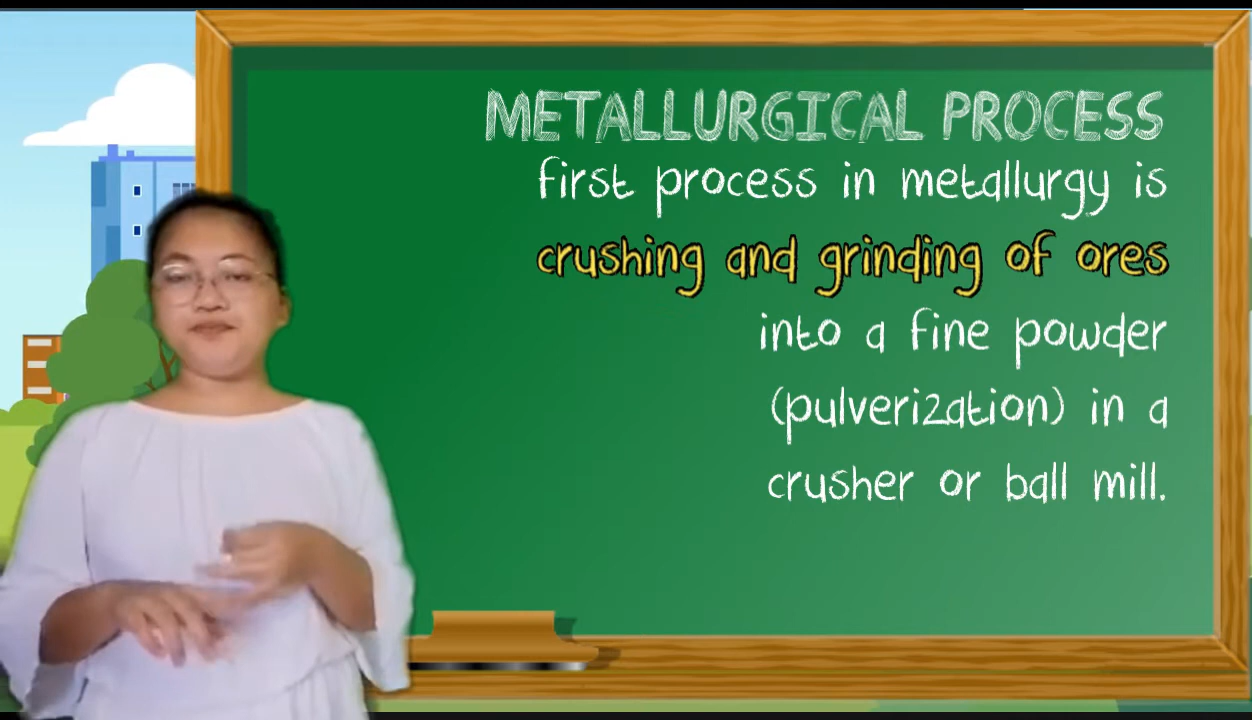 METALLURGICAL PROCESS
first process in metallurgy is
crushing and grinding of ores
into a fine powder
(pulverization) in a
crusher or ball mill.